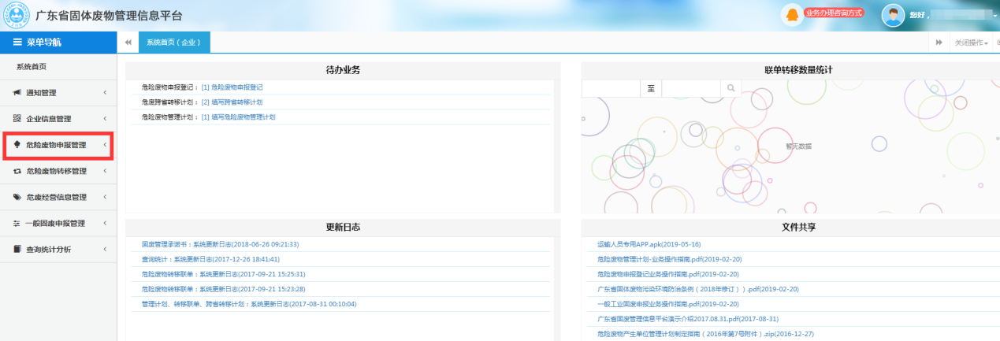 广东省固体废物管理信息平台
业务办理咨询方式
您好，
菜单导航
系统首页（企业）
关闭操作
系统首页
通知管理
企业信息管理
危险废物申报管理
危险废物转移管理
危废经营信息管理
一般固废申报管理
查询统计分析
待办业务
危险废物申报登记： [1] 危险废物申报登记
危废跨省转移计划： [2] 填写跨省转移计划
危险废物管理计划： [1] 填写危险废物管理计划
联单转移数量统计
至
暂无数据
更新日志
固废管理承诺书：系统更新日志(2018-06-26 09:21:33)
查询统计：系统更新日志(2017-12-26 18:41:41)
危险废物转移联单：系统更新日志(2017-09-21 15:25:31)
危险废物转移联单：系统更新日志(2017-09-21 15:23:28)
管理计划、转移联单、跨省转移计划：系统更新日志(2017-08-31 00:10:04)
文件共享
运输人员专用APP.apk(2019-05-16)
危险废物管理计划-业务操作指南.pdf(2019-02-20)
危险废物申报登记业务操作指南.pdf(2019-02-20)
广东省固体废物污染环境防治条例（2018年修订））.pdf(2019-02-20)
一般工业固废申报业务操作指南.pdf(2019-02-20)
广东省固废管理信息平台演示介绍2017.08.31.pdf(2017-08-31)
危险废物产生单位管理计划制定指南（2016年第7号附件）.zip(2016-12-27)